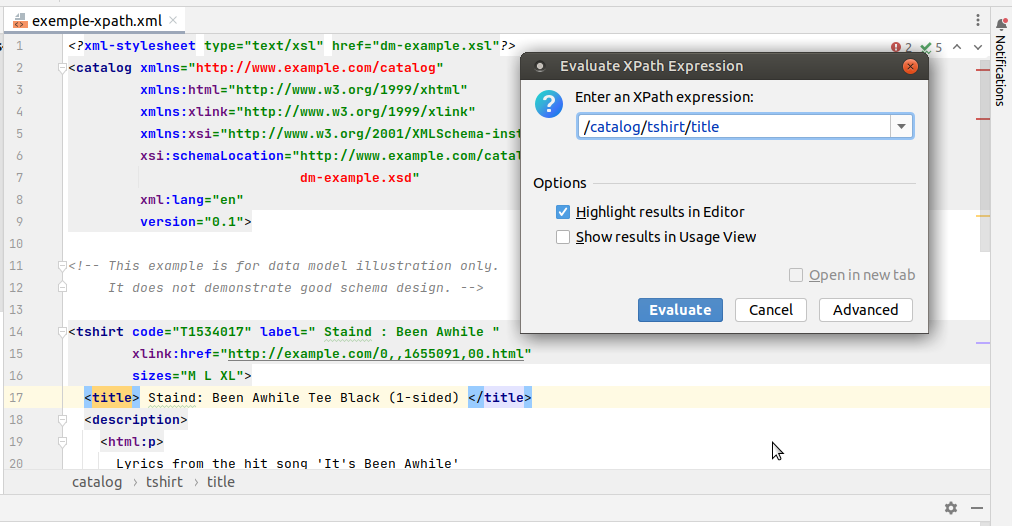 exemple-xpath.xml
1 <?xml-stylesheet type="text/xsl" href="dm-example.xsl"?>
2 <catalog xmlns="http://www.example.com/catalog"
3 xmlns:html="http://www.w3.org/1999/xhtml"
4 xmlns:xlink="http://www.w3.org/1999/xlink"
5 xmlns:xsi="http://www.w3.org/2001/XMLSchema-inst
6 xsi:schemaLocation="http://www.example.com/catal
7 dm-example.xsd"
8 xml:lang="en"
9 version="0.1">
10
11 <!-- This example is for data model illustration only.
12 It does not demonstrate good schema design. -->
13
14 <tshirt code="T1534017" label=" Staind : Been Awhile "
15 xlink:href="http://example.com/0,,1655091,00.html"
16 sizes="M L XL">
17 <title> Staind: Been Awhile Tee Black (1-sided) </title>
18 <description>
19 <html:p>
20 Lyrics from the hit song 'It's Been Awhile'
catalog › tshirt › title
2 5
Notifications
Evaluate XPath Expression
Enter an XPath expression:
/catalog/tshirt/title
Options
Highlight results in Editor
Show results in Usage View
Open in new tab
Evaluate Cancel Advanced